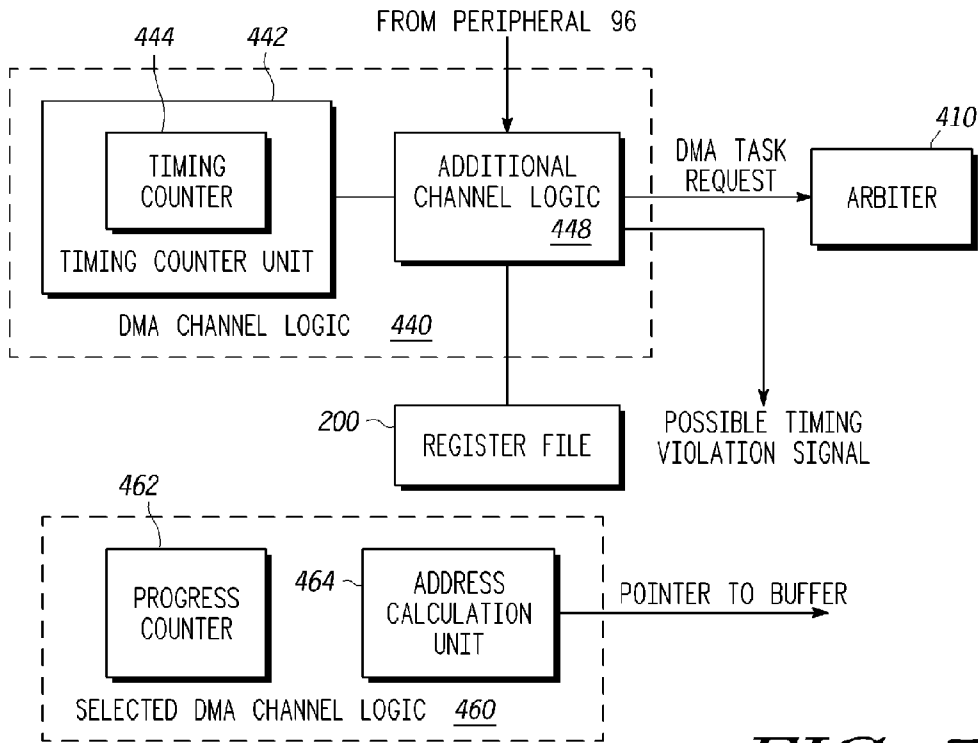 FROM PERIPHERAL 96
444
442
410
TIMING
COUNTER
TIMING COUNTER UNIT
ADDITIONAL
CHANNEL LOGIC
448
DMA TASK
REQUEST
ARBITER
DMA CHANNEL LOGIC 440
200
REGISTER FILE
POSSIBLE TIMING
VIOLATION SIGNAL
462
PROGRESS
COUNTER
464
ADDRESS
CALCULATION
UNIT
POINTER TO BUFFER
SELECTED DMA CHANNEL LOGIC 460